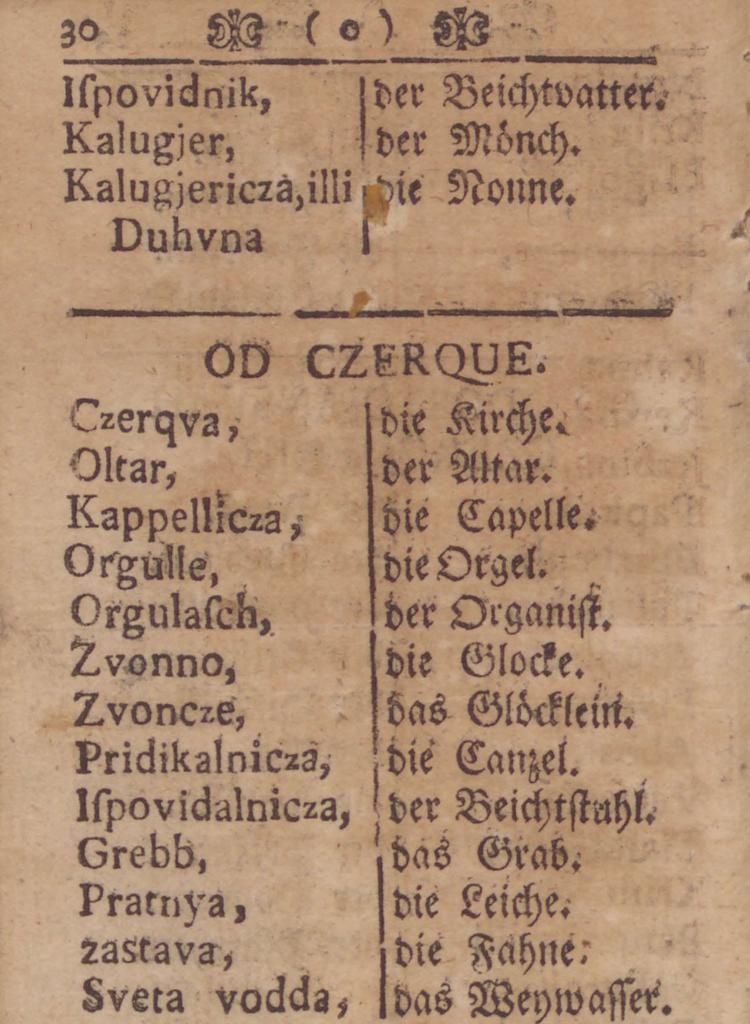 30 ( o )
Iſpovidnik, der Beichtvatter.
Kalugjer, der Mönch.
Kalugjericza, illi die Nonne.
Duhvna
OD CZERQUE.
Czerqva, die Kirche.
Oltar, der Altar.
Kappellicza, die Capelle.
Orgulle, die Orgel.
Orgulaſch, der Organiſt.
Zvonno, die Glocke.
Zvoncze, das Glöcklein.
Pridikalnicza, die Canzel.
Iſpovidalnicza, der Beichtſtuhl.
Grebb, das Grab.
Pratnya, die Leiche.
zastava, die Fahne.
Sveta vodda, das Weywaſſer.